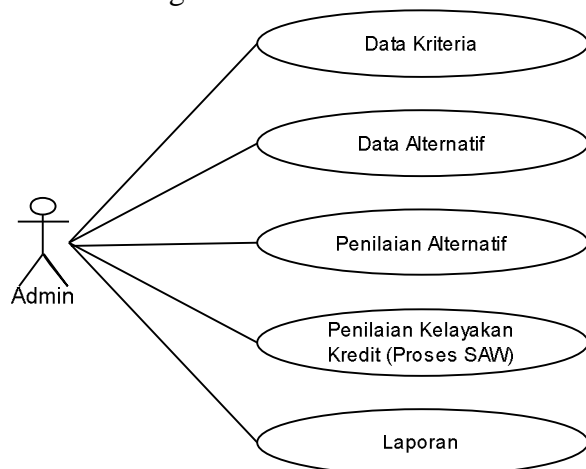 Data Kriteria
Data Alternatif
Penilaian Alternatif
Admin
Penilaian Kelayakan
Kredit (Proses SAW)
Laporan